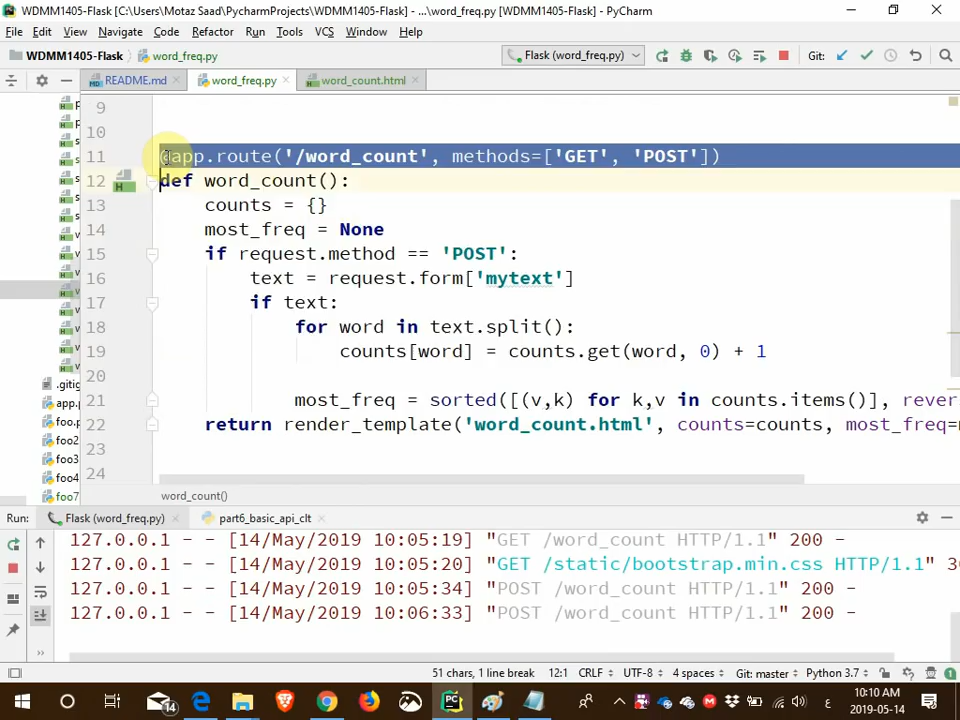 WDMM1405-Flask [C:\Users\Motaz Saad\PycharmProjects\WDMM1405-Flask] - ...\word_freq.py [WDMM1405-Flask] - PyCharm
File Edit View Navigate Code Refactor Run Tools VCS Window Help
WDMM1405-Flask word_freq.py Flask (word_freq.py) Git:
README.md word_freq.py word_count.html
9
10
11 @app.route('/word_count', methods=['GET', 'POST'])
12 def word_count():
13 counts = {}
14 most_freq = None
15 if request.method == 'POST':
16 text = request.form['mytext']
17 if text:
18 for word in text.split():
19 counts[word] = counts.get(word, 0) + 1
20
21 most_freq = sorted([(v,k) for k,v in counts.items()], rever
22 return render_template('word_count.html', counts=counts, most_freq=
23
24
.gitig
app.
foo.p
foo2
foo3
foo4
foo7
word_count()
Run: Flask (word_freq.py) part6_basic_api_clt
127.0.0.1 - - [14/May/2019 10:05:19] "GET /word_count HTTP/1.1" 200 -
127.0.0.1 - - [14/May/2019 10:05:20] "GET /static/bootstrap.min.css HTTP/1.1" 30
127.0.0.1 - - [14/May/2019 10:05:34] "POST /word_count HTTP/1.1" 200 -
127.0.0.1 - - [14/May/2019 10:06:33] "POST /word_count HTTP/1.1" 200 -
51 chars, 1 line break 12:1 CRLF UTF-8 4 spaces Git: master Python 3.7
14
ع
10:10 AM
2019-05-14
1